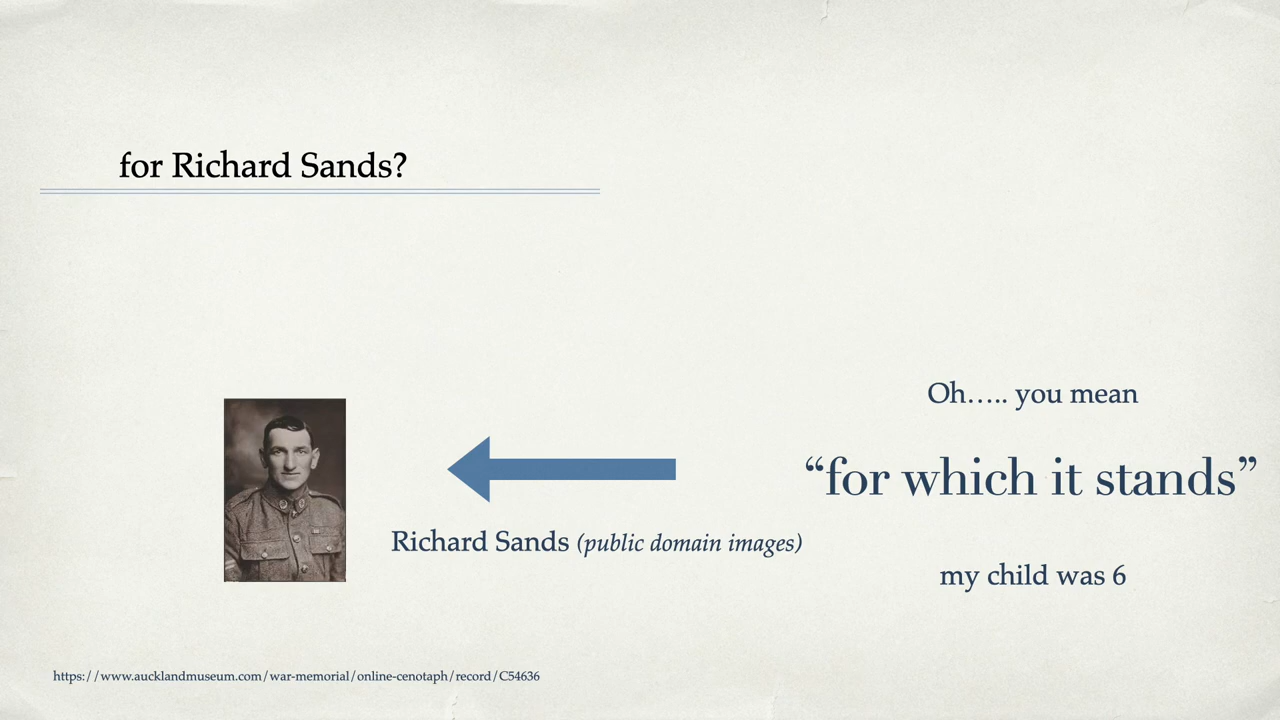 for Richard Sands?
Oh….. you mean
“for which it stands”
Richard Sands (public domain images)
my child was 6
https://www.aucklandmuseum.com/war-memorial/online-cenotaph/record/C54636